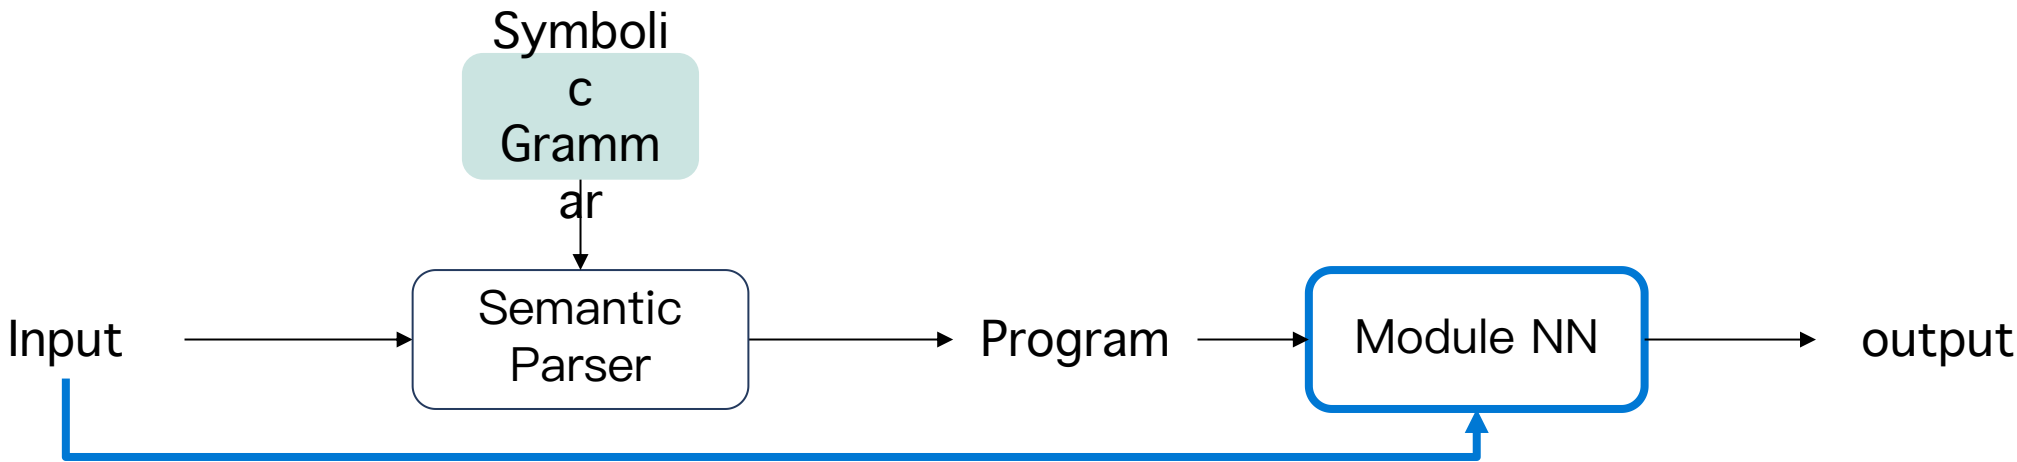 Symboli
c
Gramm
ar
Semantic
Parser
Input
Program
Module NN
output